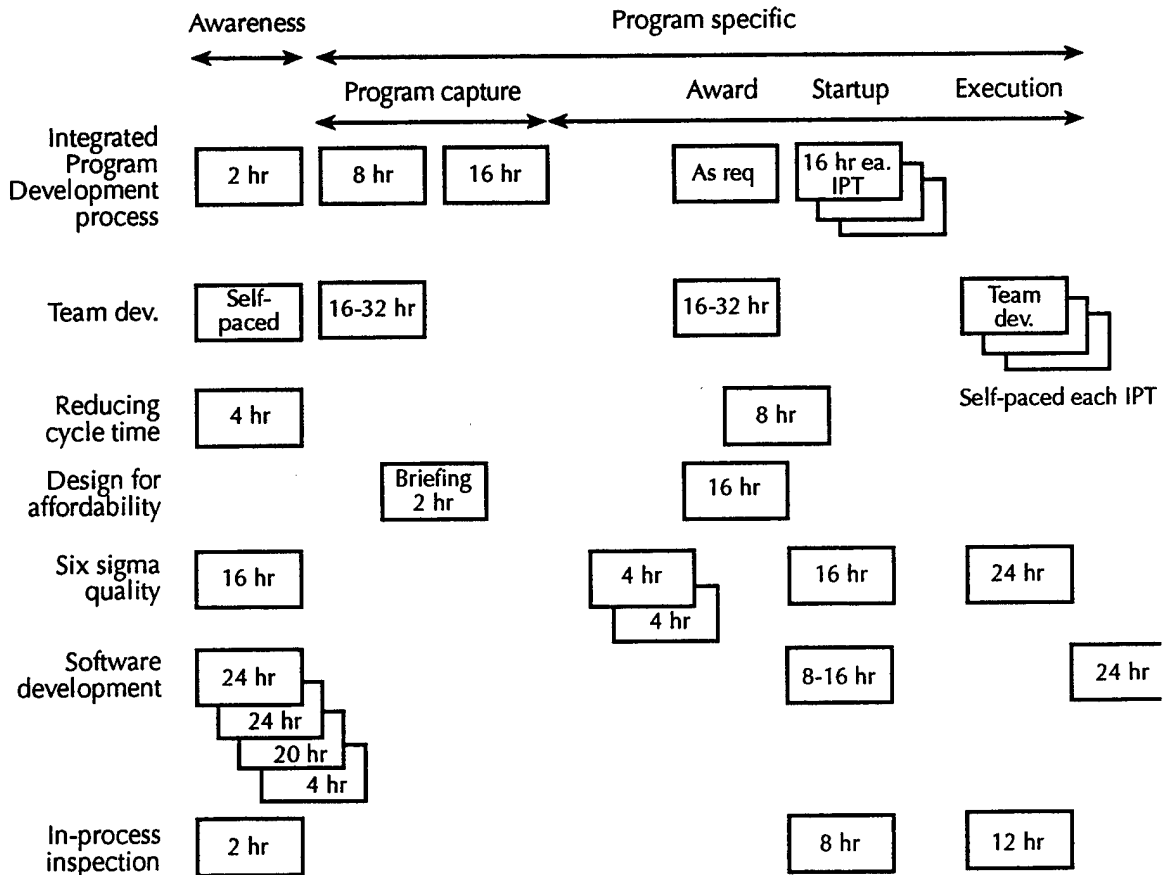 Awareness
Program specific
Program capture
Award
Startup
Execution
Integrated
Program
Development
process
2 hr
8 hr
16 hr
As req
16 hr ea.
IPT
Team dev.
Self-
paced
16-32 hr
16-32 hr
Team
dev.
Self-paced each IPT
Reducing
cycle time
4 hr
8 hr
Design for
affordability
Briefing
2 hr
16 hr
Six sigma
quality
16 hr
4 hr
4 hr
16 hr
24 hr
Software
development
24 hr
24 hr
20 hr
4 hr
8-16 hr
24 hr
In-process
inspection
2 hr
8 hr
12 hr